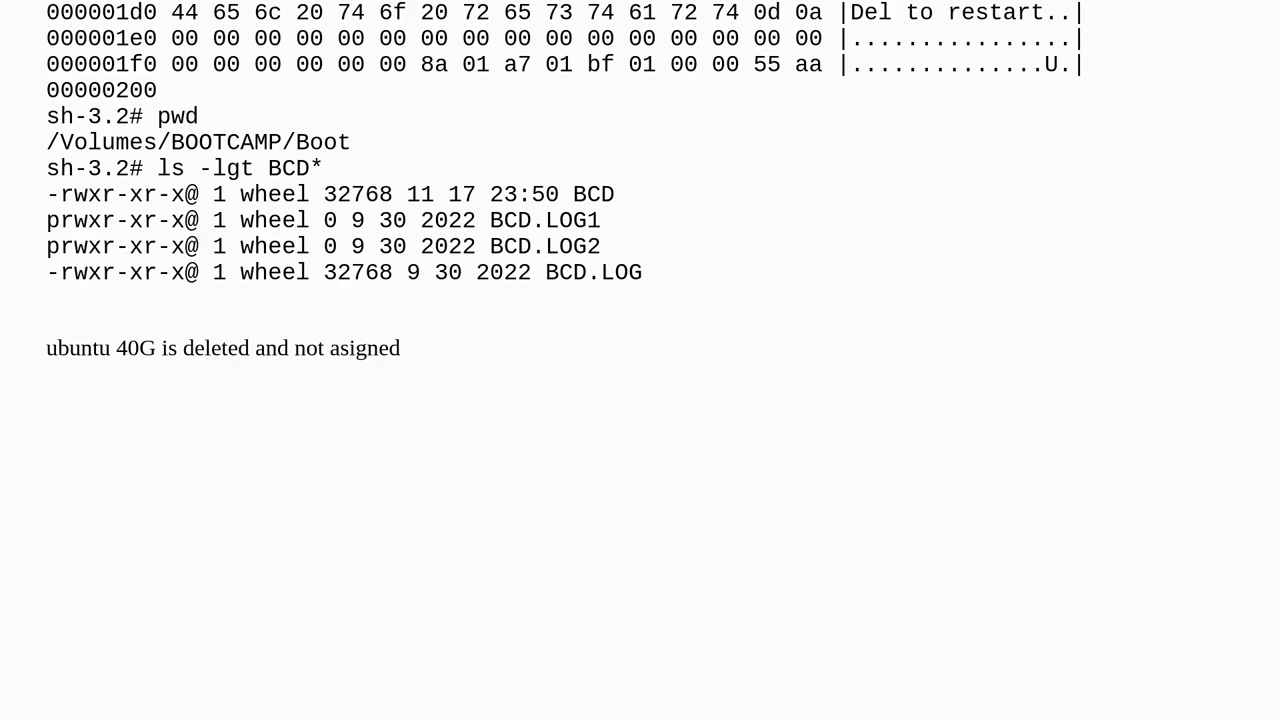 000001d0 44 65 6c 20 74 6f 20 72 65 73 74 61 72 74 0d 0a |Del to restart..|
000001e0 00 00 00 00 00 00 00 00 00 00 00 00 00 00 00 00 |................|
000001f0 00 00 00 00 00 00 8a 01 a7 01 bf 01 00 00 55 aa |..............U.|
00000200
sh-3.2# pwd
/Volumes/BOOTCAMP/Boot
sh-3.2# ls -lgt BCD*
-rwxr-xr-x@ 1 wheel 32768 11 17 23:50 BCD
prwxr-xr-x@ 1 wheel 0 9 30 2022 BCD.LOG1
prwxr-xr-x@ 1 wheel 0 9 30 2022 BCD.LOG2
-rwxr-xr-x@ 1 wheel 32768 9 30 2022 BCD.LOG
ubuntu 40G is deleted and not asigned